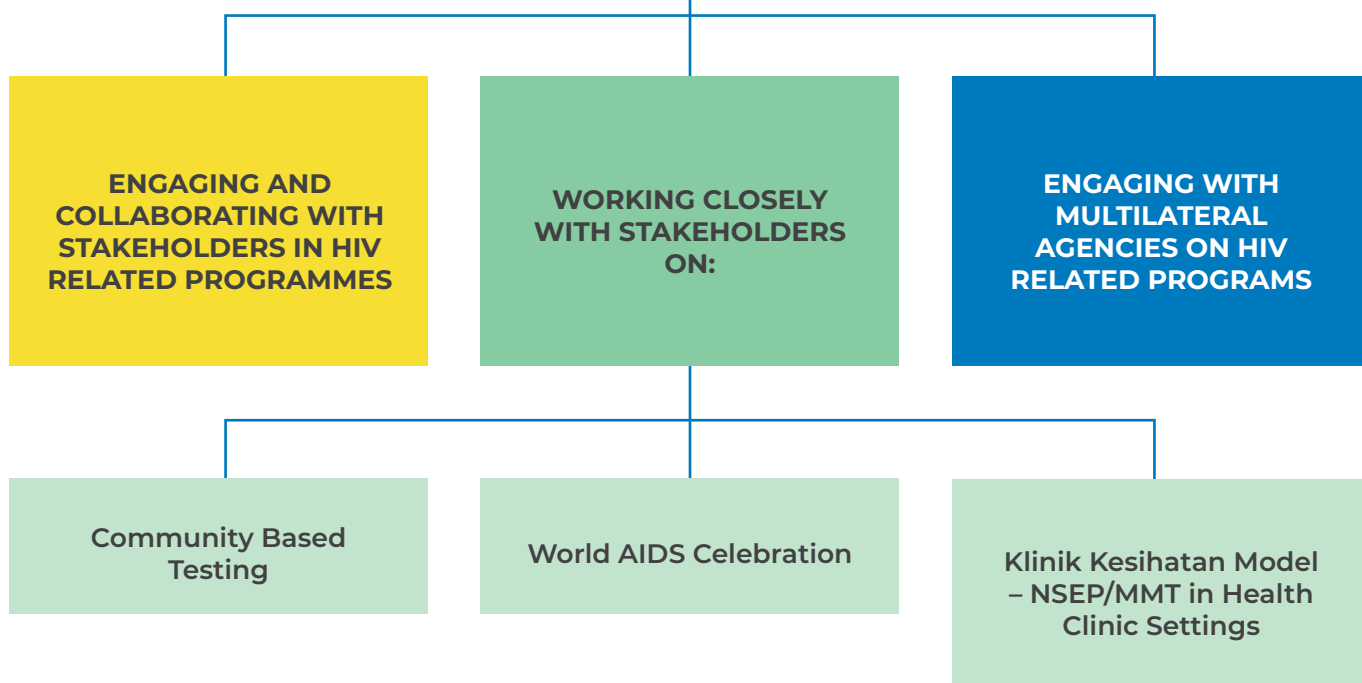 ENGAGING AND
COLLABORATING WITH
STAKEHOLDERS IN HIV
RELATED PROGRAMMES
WORKING CLOSELY
WITH STAKEHOLDERS
ON:
ENGAGING WITH
MULTILATERAL
AGENCIES ON HIV
RELATED PROGRAMS
Community Based
Testing
World AIDS Celebration
Klinik Kesihatan Model
– NSEP/MMT in Health
Clinic Settings